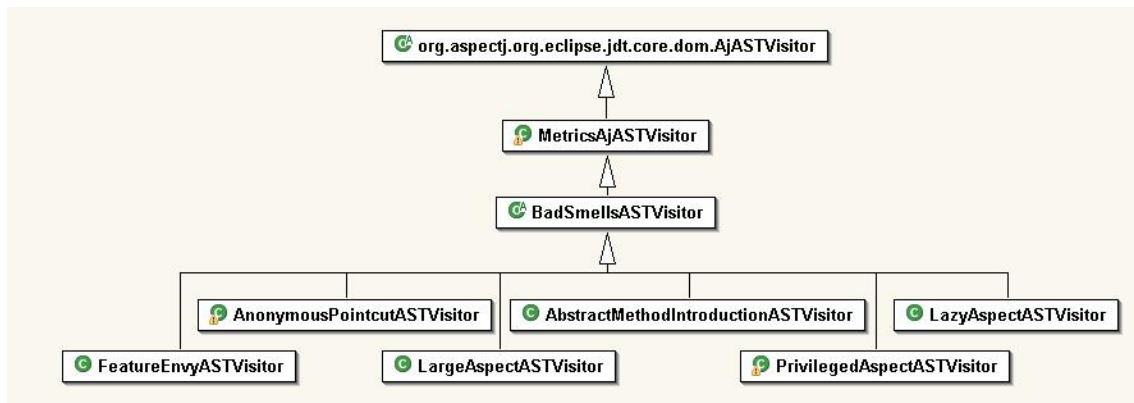 org.aspectj.org.eclipse.jdt.core.dom.AjASTVisitor
MetricsAjASTVisitor
BadSmellsASTVisitor
AnonymousPointcutASTVisitor
AbstractMethodIntroductionASTVisitor
LazyAspectASTVisitor
FeatureEnvyASTVisitor
LargeAspectASTVisitor
PrivilegedAspectASTVisitor